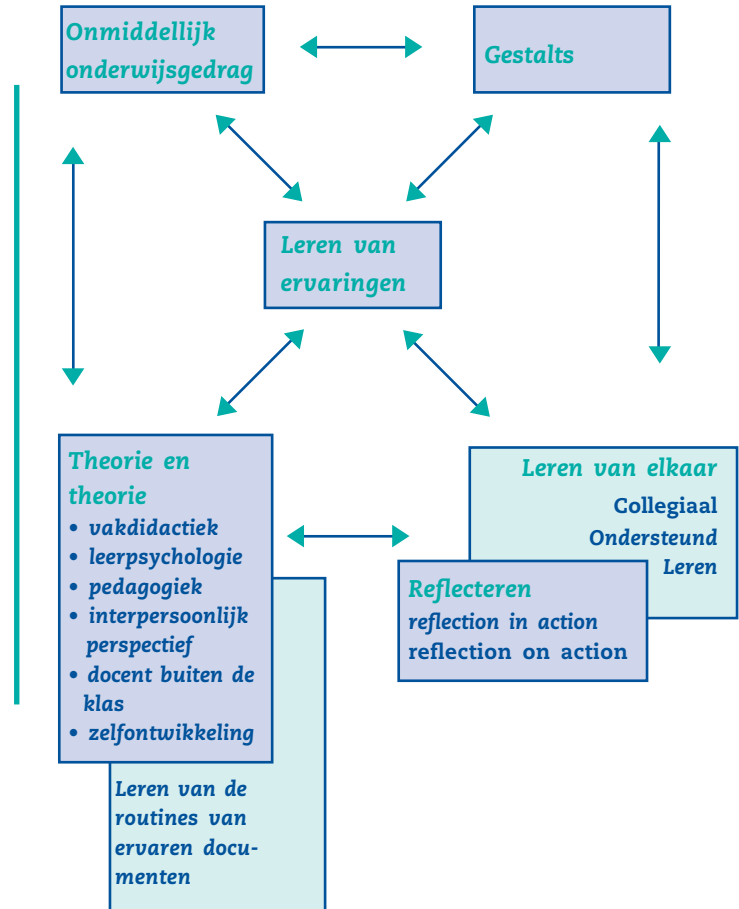 Onmiddellijk
onderwijsgedrag
Gestalts
Leren van
ervaringen
Theorie en
theorie
• vakdidactiek
• leerpsychologie
• pedagogiek
• interpersoonlijk
perspectief
• docent buiten de
klas
• zelfontwikkeling
Leren van de
routines van
ervaren docu-
menten
Leren van elkaar
Collegiaal
Ondersteund
Leren
Reflecteren
reflection in action
reflection on action